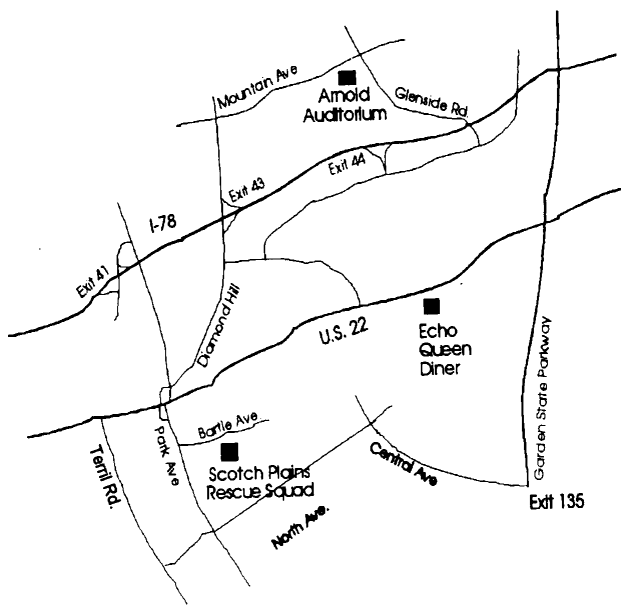 Mountain Ave
Arnold
Auditorium
Glenside Rd.
Exit 44
Exit 43
I-78
Exit 41
Diamond Hill
U.S. 22
Echo
Queen
Diner
Garden State Parkway
Bartle Ave
Park Ave
Terril Rd.
Scotch Plains
Rescue Squad
Central Ave
North Ave.
Exit 135